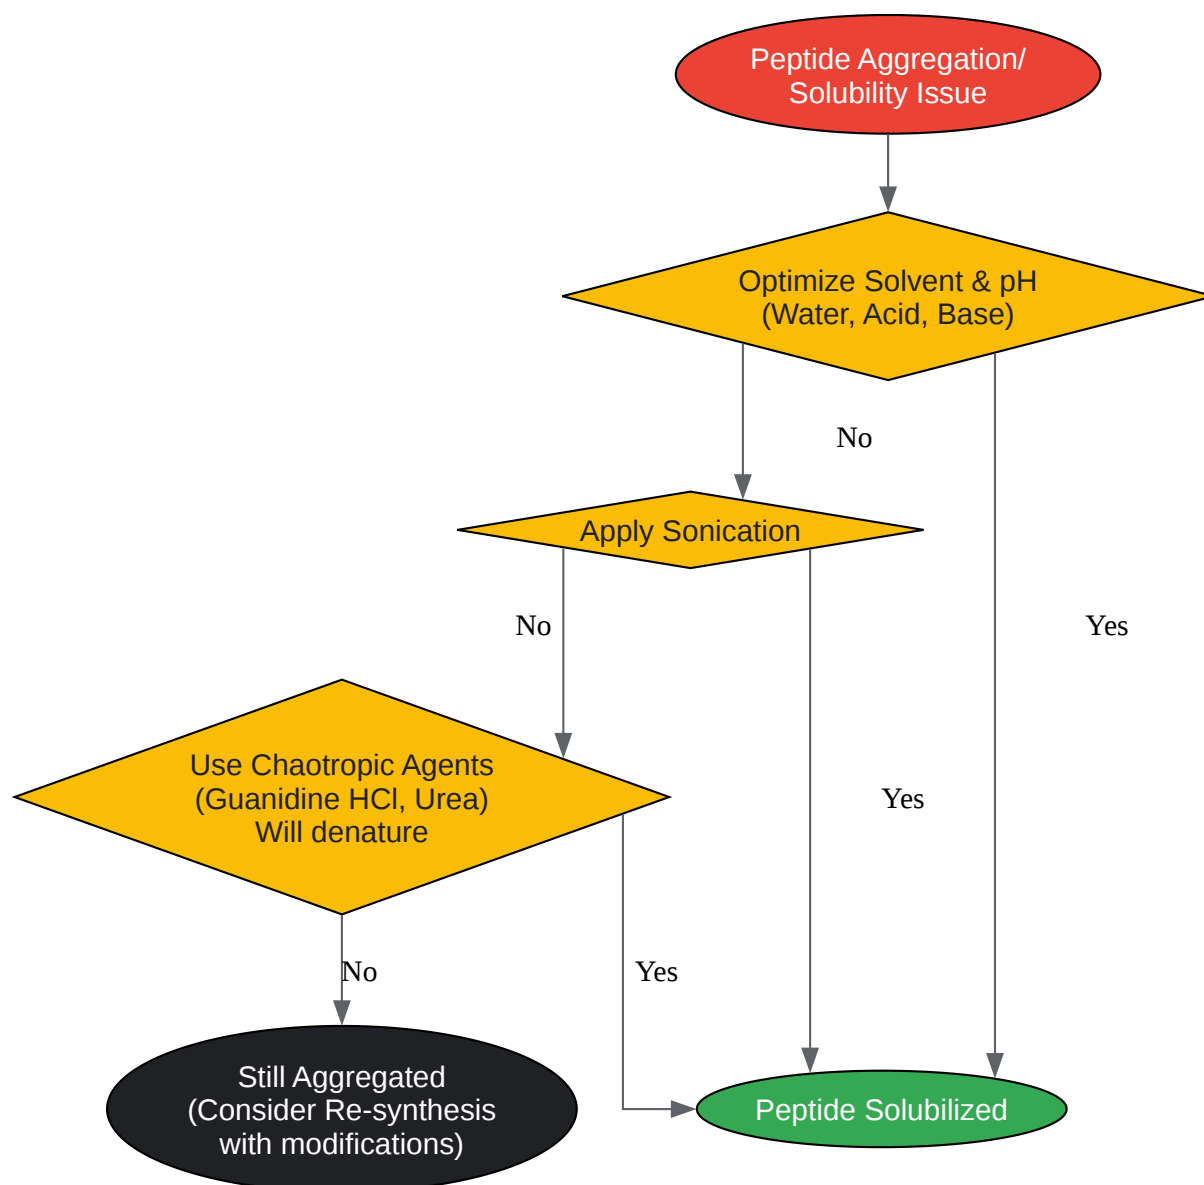 Peptide Aggregation/
Solubility Issue
Optimize Solvent & pH
(Water, Acid, Base)
No
Apply Sonication
No
Yes
Use Chaotropic Agents
(Guanidine HCl, Urea)
Will denature
Yes
No
Yes
Still Aggregated
(Consider Re-synthesis
with modifications)
Peptide Solubilized